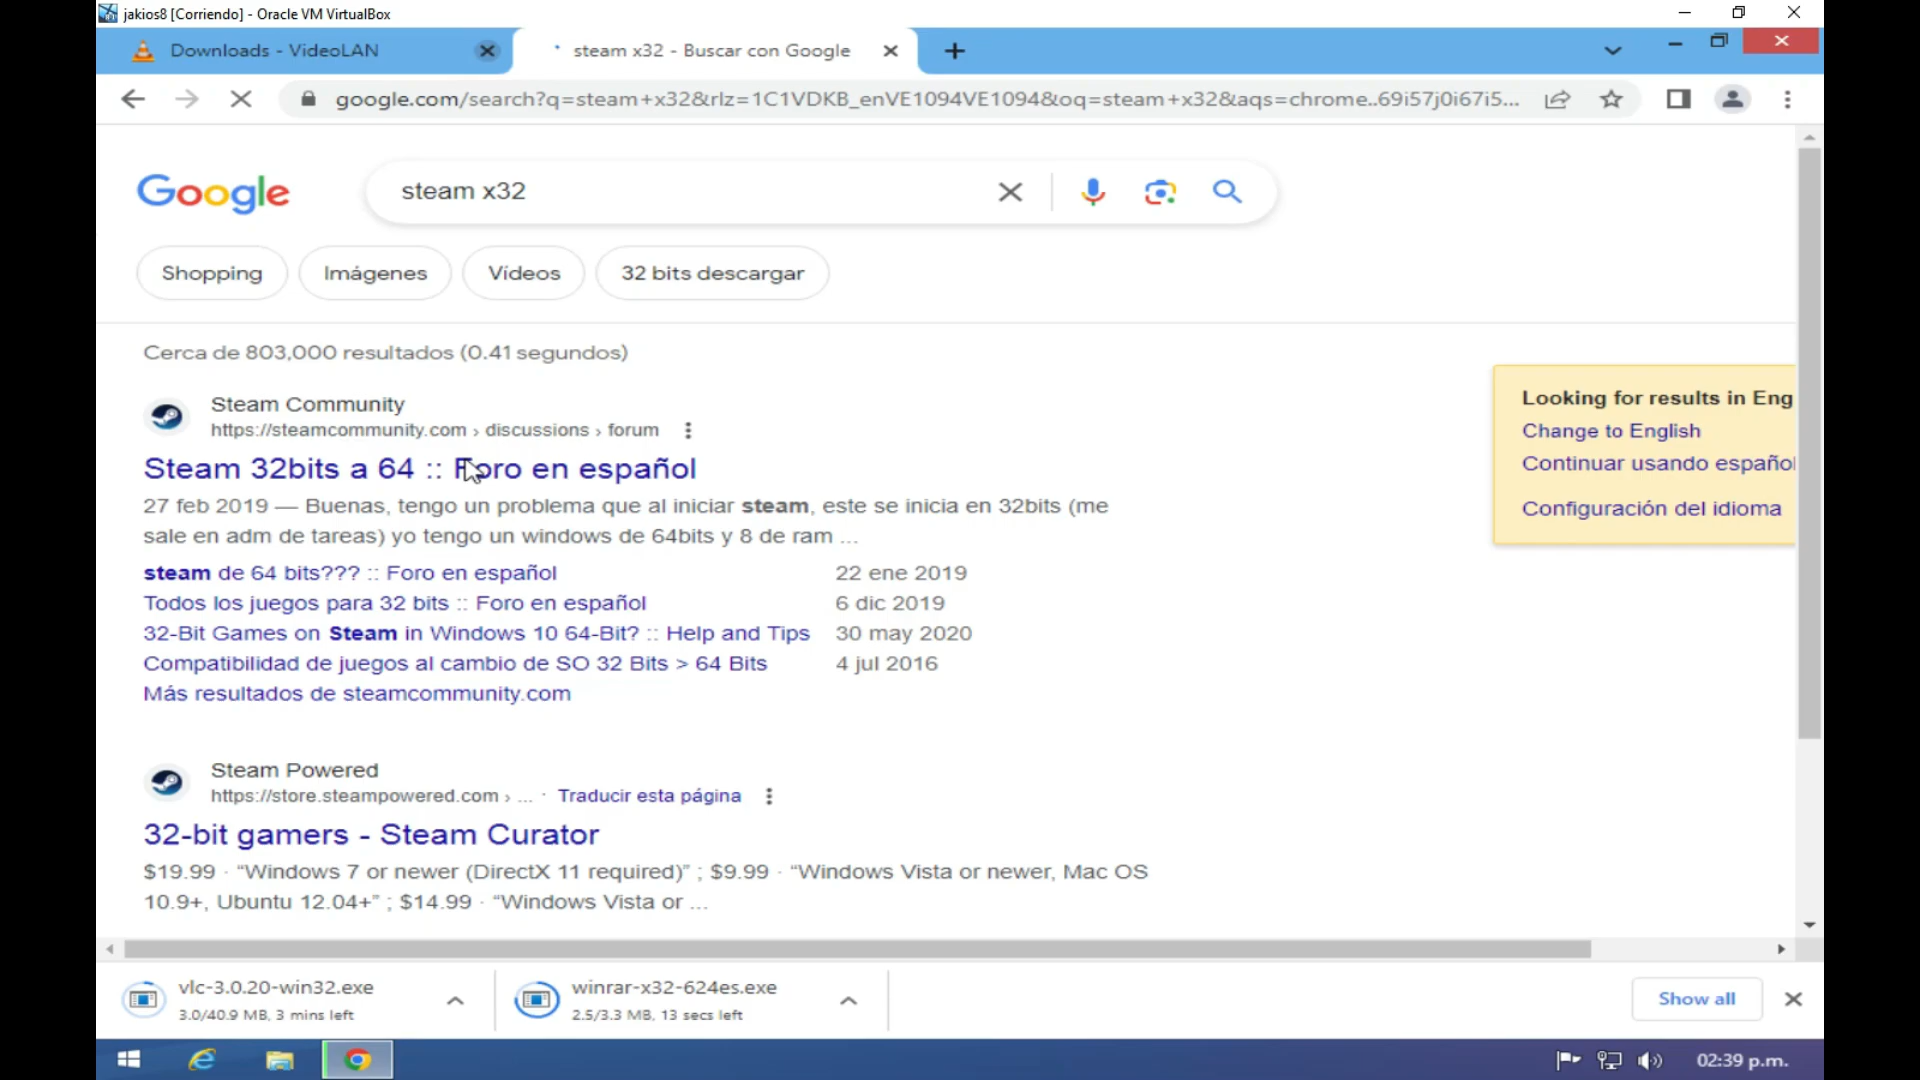 jakios8 [Corriendo] - Oracle VM VirtualBox
Downloads - VideoLAN
steam x32 - Buscar con Google
google.com/search?q=steam+x32&rlz=1C1VDKB_enVE1094VE1094&oq=steam+x32&aqs=chrome..69i57j0i67i5...
Google
steam x32
Shopping
Imágenes
Vídeos
32 bits descargar
Cerca de 803,000 resultados (0.41 segundos)
Steam Community
https://steamcommunity.com › discussions › forum
Steam 32bits a 64 :: Foro en español
27 feb 2019 — Buenas, tengo un problema que al iniciar steam, este se inicia en 32bits (me
sale en adm de tareas) yo tengo un windows de 64bits y 8 de ram ...
steam de 64 bits??? :: Foro en español 22 ene 2019
Todos los juegos para 32 bits :: Foro en español 6 dic 2019
32-Bit Games on Steam in Windows 10 64-Bit? :: Help and Tips 30 may 2020
Compatibilidad de juegos al cambio de SO 32 Bits > 64 Bits 4 jul 2016
Más resultados de steamcommunity.com
Looking for results in Eng
Change to English
Continuar usando español
Configuración del idioma
Steam Powered
https://store.steampowered.com › ... · Traducir esta página
32-bit gamers - Steam Curator
$19.99 · “Windows 7 or newer (DirectX 11 required)” ; $9.99 · “Windows Vista or newer, Mac OS
10.9+, Ubuntu 12.04+” ; $14.99 · “Windows Vista or ...
vlc-3.0.20-win32.exe
3.0/40.9 MB, 3 mins left
winrar-x32-624es.exe
2.5/3.3 MB, 13 secs left
Show all
02:39 p.m.